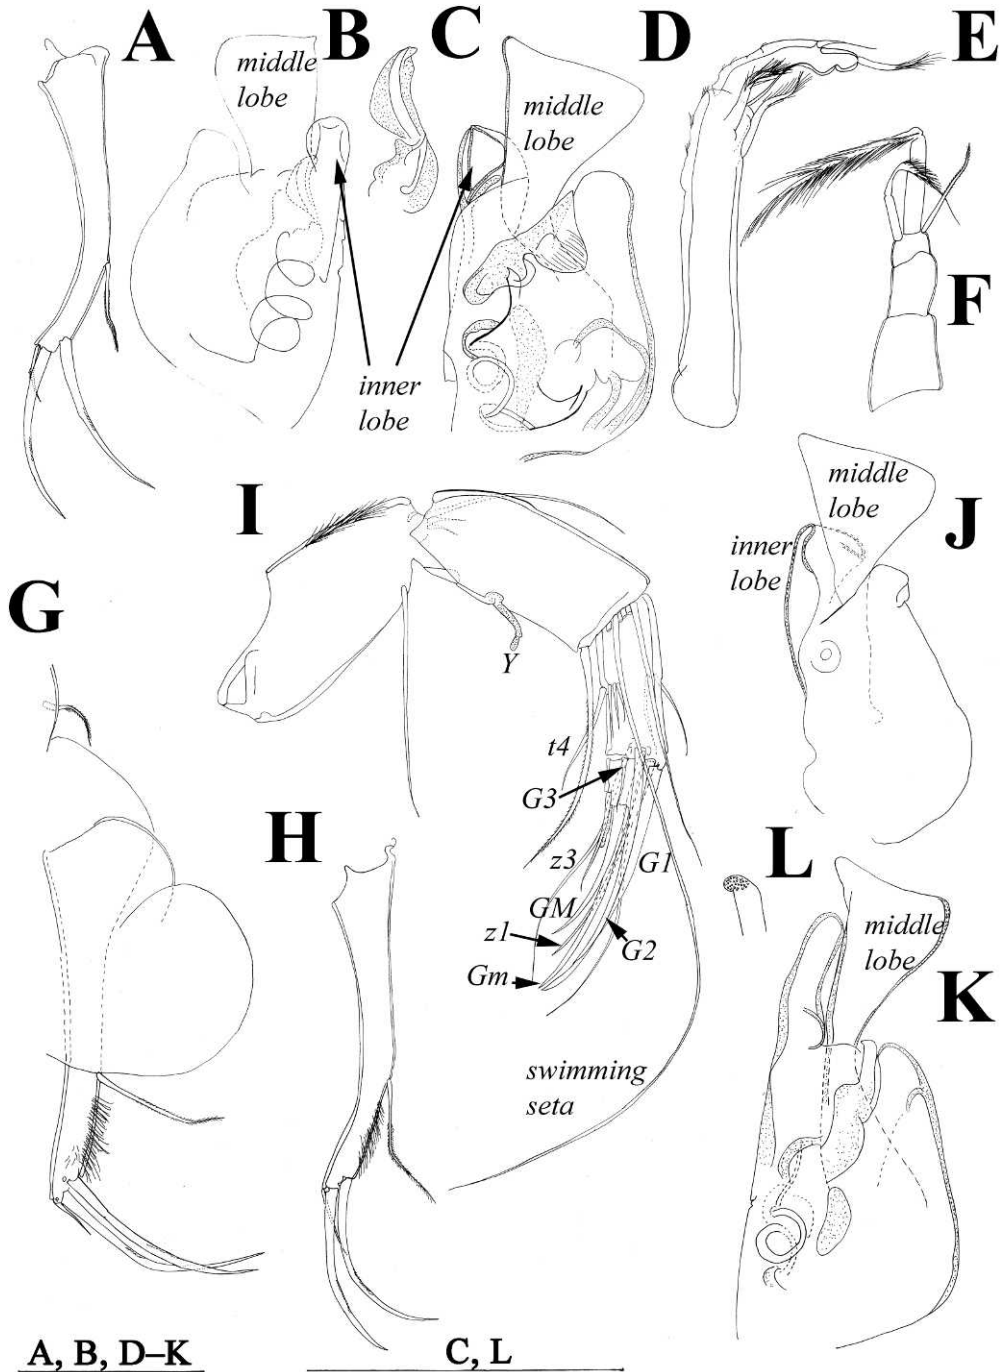 A
B
C
D
E
middle
lobe
middle
lobe
F
inner
lobe
I
middle
lobe
J
inner
lobe
G
Y
t4
G3
H
z3
G1
L
GM
z1
G2
Gm
middle
lobe
K
swimming
seta
A, B, D–K
C, L